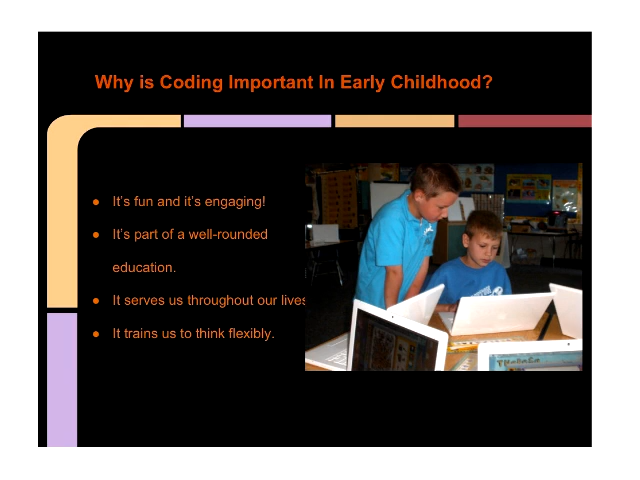 Why is Coding Important In Early Childhood?
● It's fun and it's engaging!
● It's part of a well-rounded
education.
● It serves us throughout our lives
● It trains us to think flexibly.